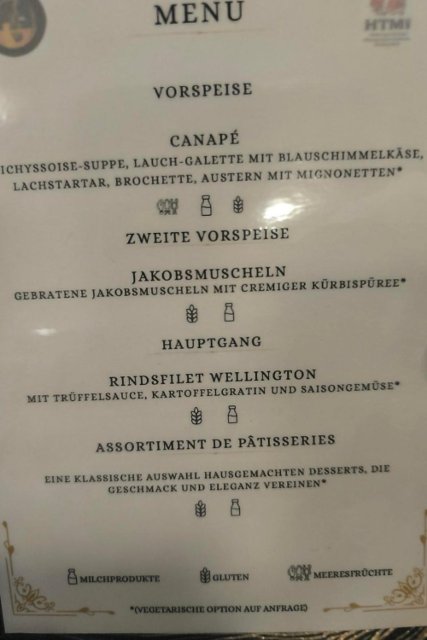 MENU
HTMi
VORSPEISE
CANAPÉ
ICHYSSOISE-SUPPE, LAUCH-GALETTE MIT BLAUSCHIMMELKÄSE,
LACHSTARTAR, BROCHETTE, AUSTERN MIT MIGNONETTEN*
ZWEITE VORSPEISE
JAKOBSMUSCHELN
GEBRATENE JAKOBSMUSCHELN MIT CREMIGER KÜRBISPÜREE*
HAUPTGANG
RINDSFILET WELLINGTON
MIT TRÜFFELSAUCE, KARTOFFELGRATIN UND SAISONGEMÜSE*
ASSORTIMENT DE PÂTISSERIES
EINE KLASSISCHE AUSWAHL HAUSGEMACHTEN DESSERTS, DIE
GESCHMACK UND ELEGANZ VEREINEN*
MILCHPRODUKTE GLUTEN MEERESFRÜCHTE
*(VEGETARISCHE OPTION AUF ANFRAGE)